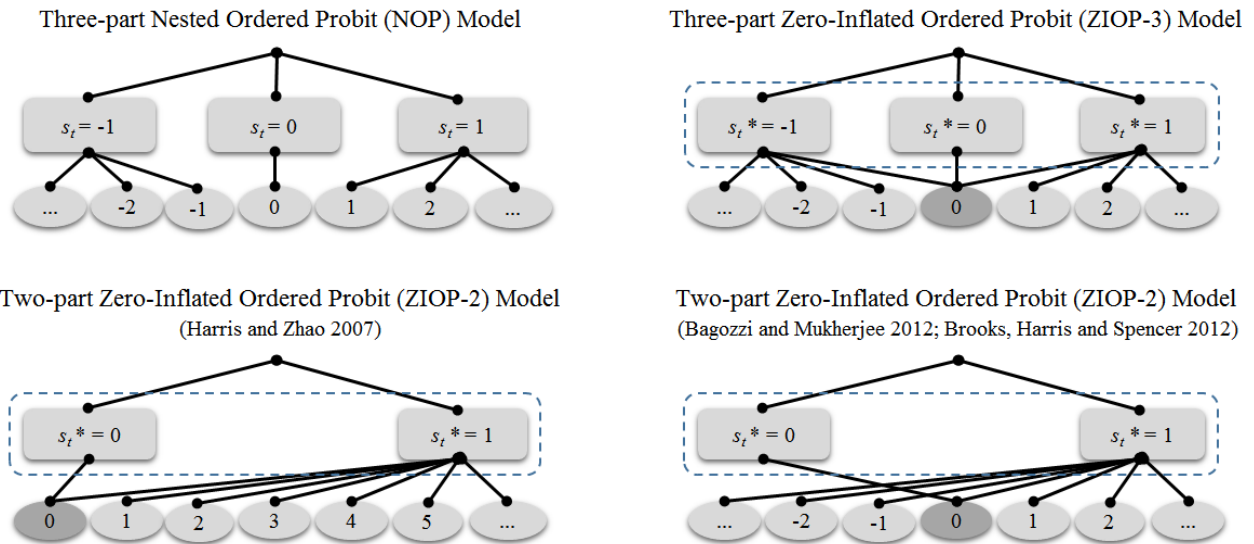 Three-part Nested Ordered Probit (NOP) Model
s_t = -1 s_t = 0 s_t = 1
... -2 -1 0 1 2 ...
Three-part Zero-Inflated Ordered Probit (ZIOP-3) Model
s_t * = -1 s_t * = 0 s_t * = 1
... -2 -1 0 1 2 ...
Two-part Zero-Inflated Ordered Probit (ZIOP-2) Model
(Harris and Zhao 2007)
s_t * = 0 s_t * = 1
0 1 2 3 4 5 ...
Two-part Zero-Inflated Ordered Probit (ZIOP-2) Model
(Bagozzi and Mukherjee 2012; Brooks, Harris and Spencer 2012)
s_t * = 0 s_t * = 1
... -2 -1 0 1 2 ...